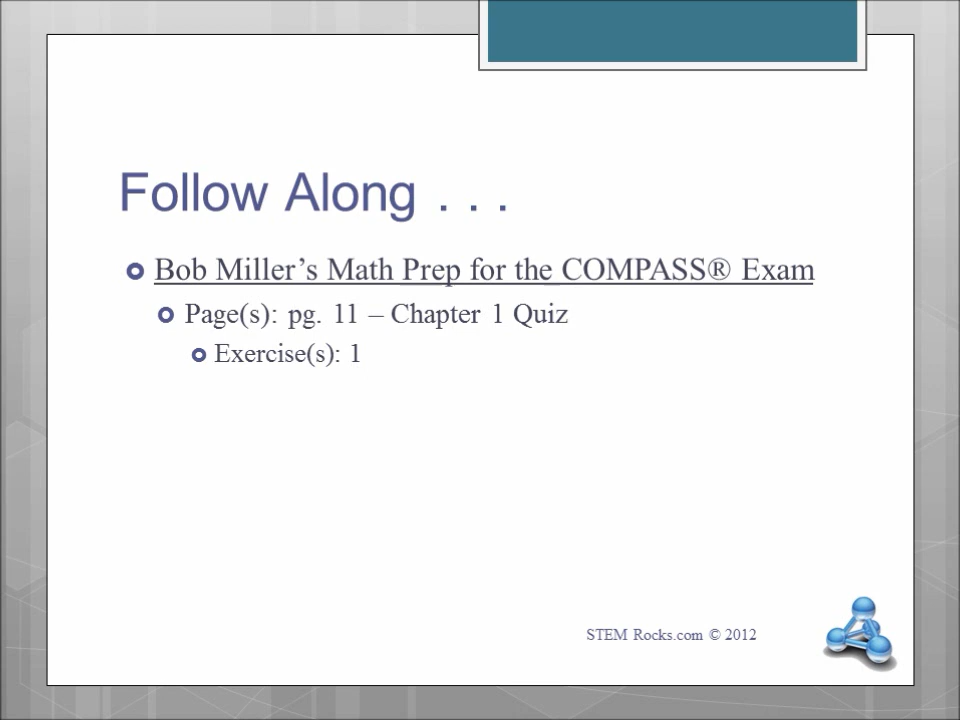 Follow Along . . .
Bob Miller’s Math Prep for the COMPASS® Exam
Page(s): pg. 11 – Chapter 1 Quiz
Exercise(s): 1
STEM Rocks.com © 2012